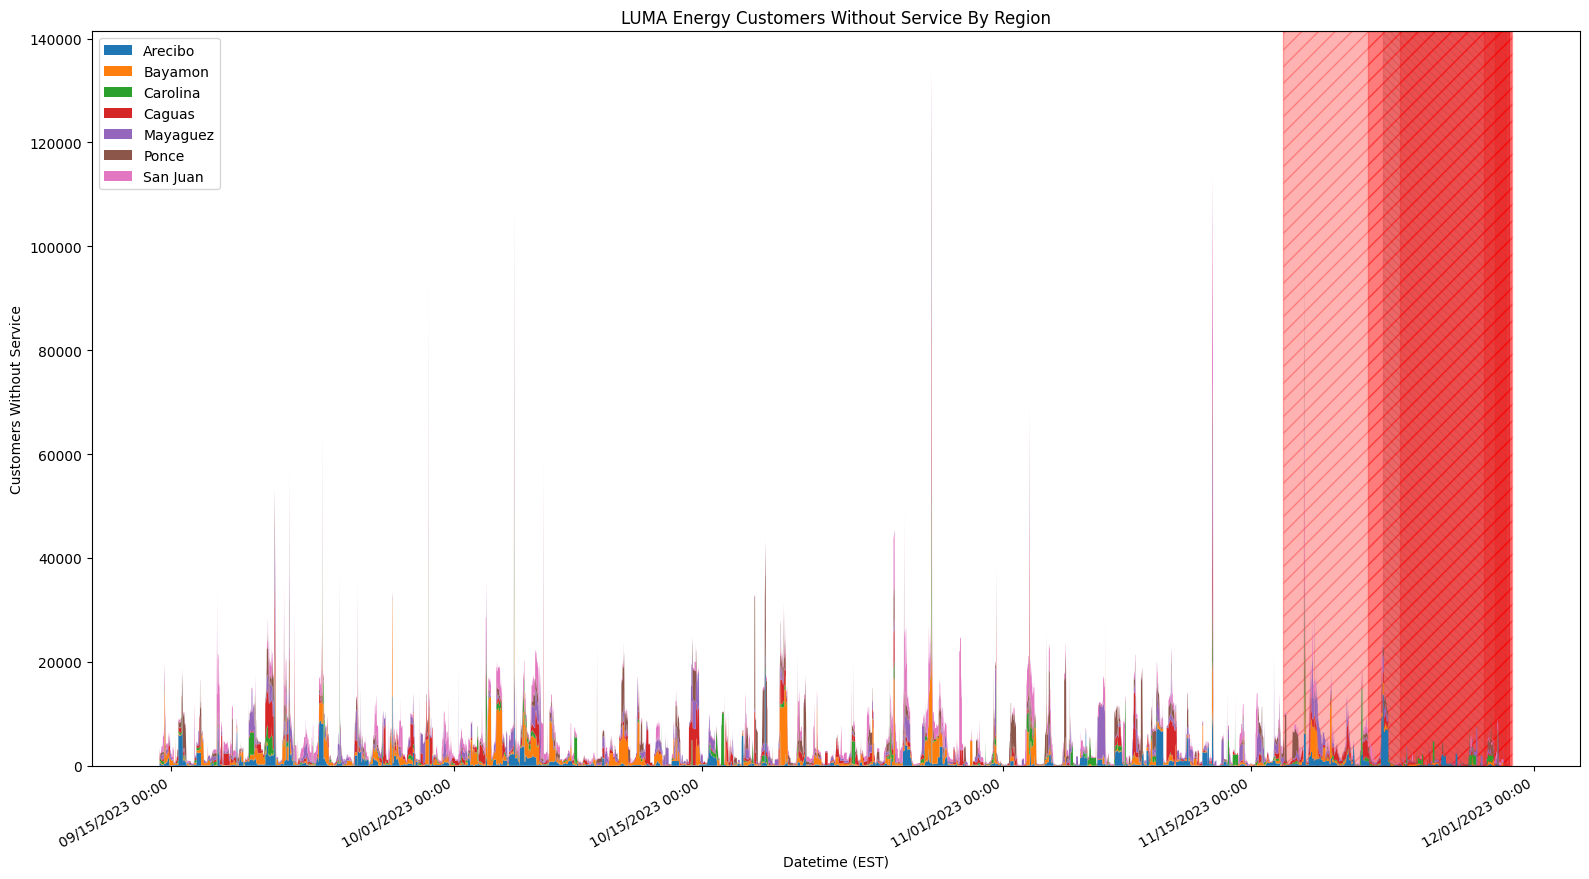 LUMA Energy Customers Without Service By Region
140000
120000
100000
80000
60000
40000
20000
0
Customers Without Service
Arecibo
Bayamon
Carolina
Caguas
Mayaguez
Ponce
San Juan
09/15/2023 00:00
10/01/2023 00:00
10/15/2023 00:00
11/01/2023 00:00
11/15/2023 00:00
12/01/2023 00:00
Datetime (EST)